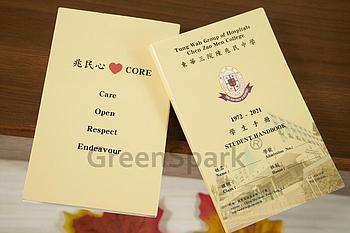 兆民心 CORE
Care
Open
Respect
Endeavour
Tung Wah Group of Hospitals
Chen Zao Men College
東華三院陳兆民中學
1972 - 2021
學生手冊
STUDENT HANDBOOK
GreenSpark®